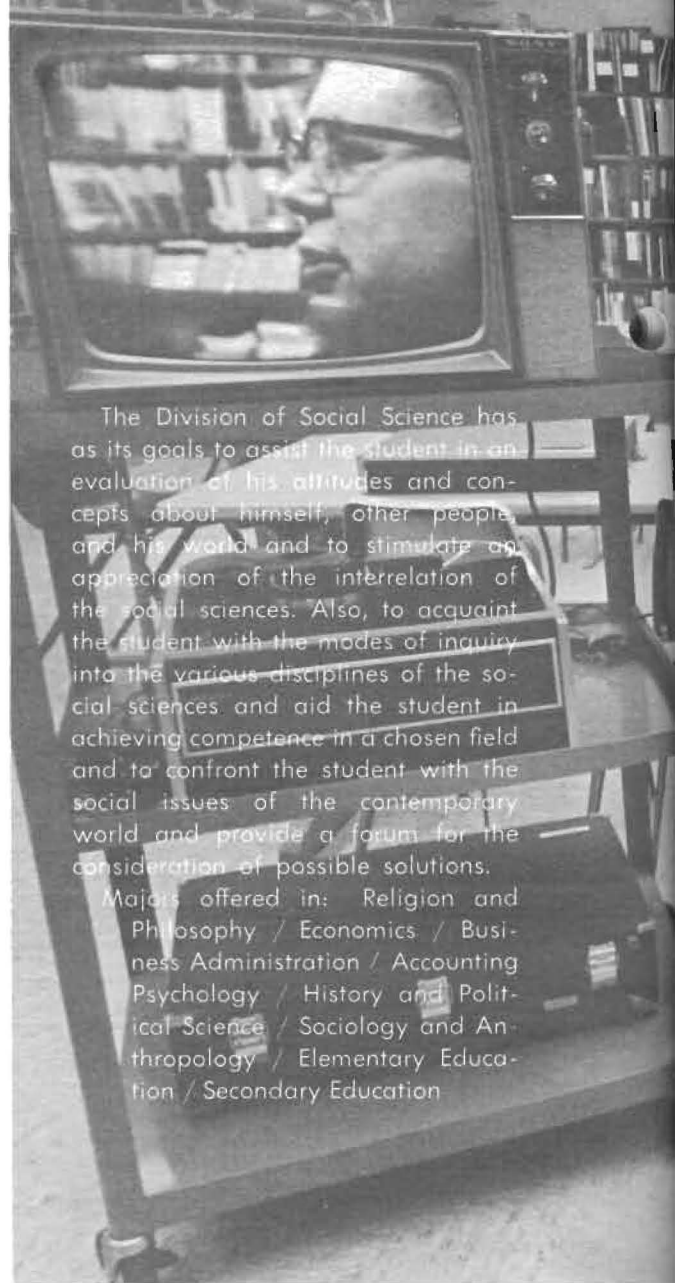 SONY
The Division of Social Science has
as its goals to assist the student in an
evaluation of his attitudes and con-
cepts about himself, other people,
and his world and to stimulate an
appreciation of the interrelation of
the social sciences. Also, to acquaint
the student with the modes of inquiry
into the various disciplines of the so-
cial sciences and aid the student in
achieving competence in a chosen field
and to confront the student with the
social issues of the contemporary
world and provide a forum for the
consideration of possible solutions.
Majors offered in: Religion and
Philosophy / Economics / Busi-
ness Administration / Accounting
Psychology / History and Polit-
ical Science / Sociology and An-
thropology / Elementary Educa-
tion / Secondary Education